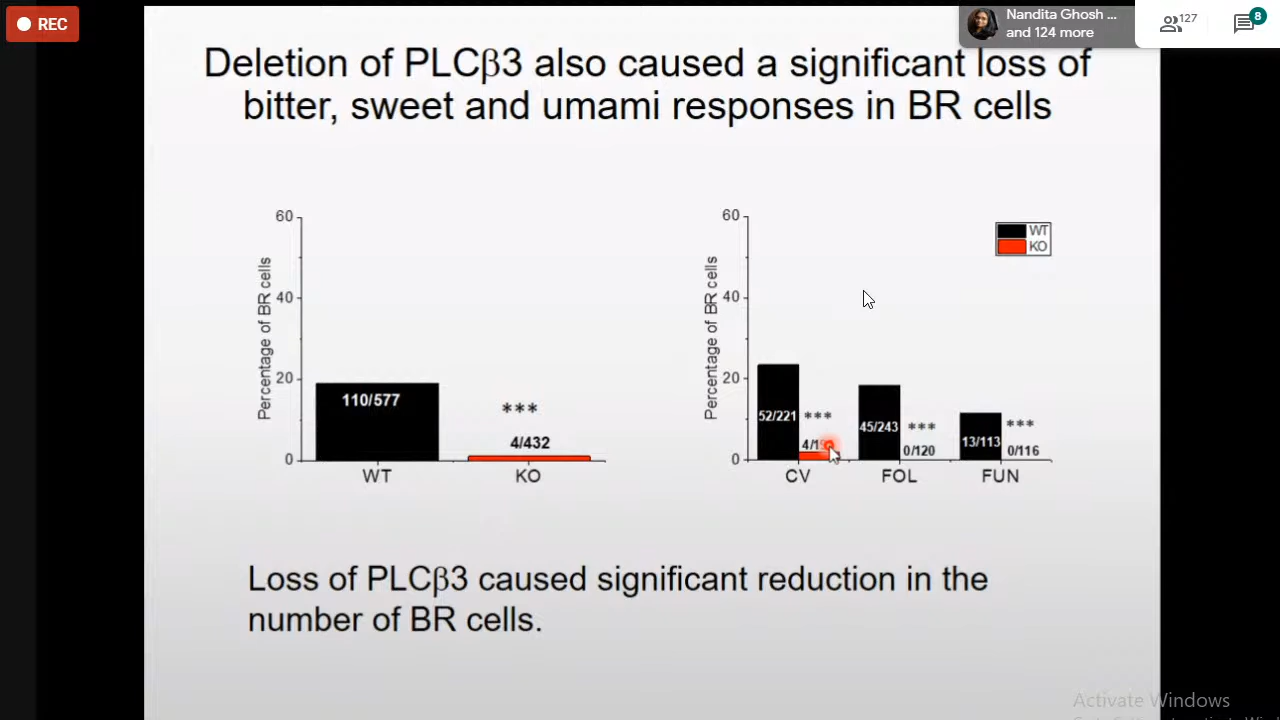 REC
Nandita Ghosh ...
and 124 more
127
8
Deletion of PLCβ3 also caused a significant loss of
bitter, sweet and umami responses in BR cells
60
40
20
0
Percentage of BR cells
110/577
***
4/432
WT
KO
60
40
20
0
Percentage of BR cells
WT
KO
52/221
***
45/243
***
0/120
13/113
***
0/116
CV
FOL
FUN
Loss of PLCβ3 caused significant reduction in the
number of BR cells.
Activate Windows